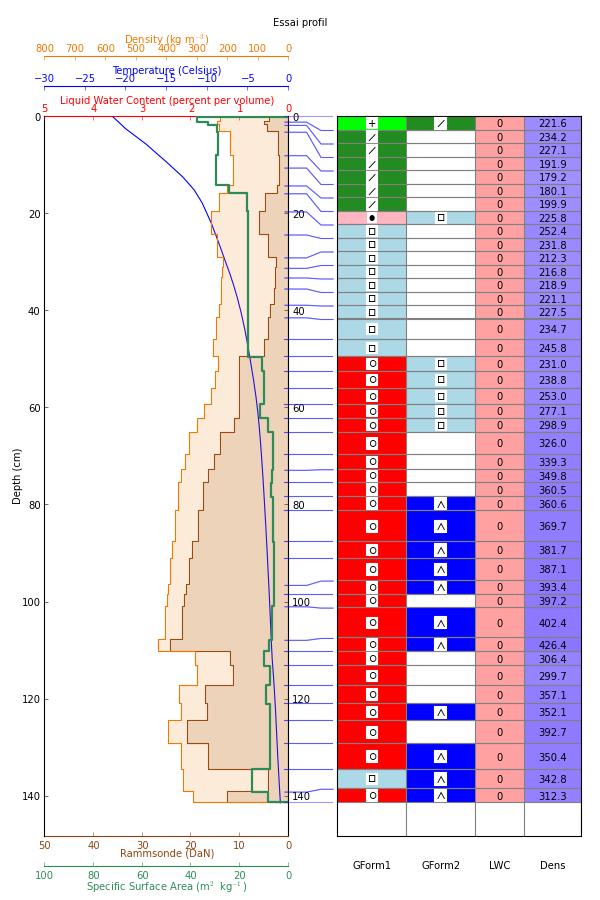 Essai profil
Density (kg m⁻³)
800 700 600 500 400 300 200 100 0
Temperature (Celsius)
−30 −25 −20 −15 −10 −5 0
Liquid Water Content (percent per volume)
5 4 3 2 1 0
0 0
20 20
40 40
60 60
80 80
100 100
120 120
140 140
Depth (cm)
+ / 0 221.6
/ 0 234.2
/ 0 227.1
/ 0 191.9
/ 0 179.2
/ 0 180.1
/ 0 199.9
● □ 0 225.8
□ 0 252.4
□ 0 231.8
□ 0 212.3
□ 0 216.8
□ 0 218.9
□ 0 221.1
□ 0 227.5
□ 0 234.7
□ 0 245.8
○ □ 0 231.0
○ □ 0 238.8
○ □ 0 253.0
○ □ 0 277.1
○ □ 0 298.9
○ 0 326.0
○ 0 339.3
○ 0 349.8
○ 0 360.5
○ ʌ 0 360.6
○ ʌ 0 369.7
○ ʌ 0 381.7
○ ʌ 0 387.1
○ ʌ 0 393.4
○ 0 397.2
○ ʌ 0 402.4
○ ʌ 0 426.4
○ 0 306.4
○ 0 299.7
○ 0 357.1
○ ʌ 0 352.1
○ 0 392.7
○ ʌ 0 350.4
□ ʌ 0 342.8
○ ʌ 0 312.3
50 40 30 20 10 0
Rammsonde (DaN)
100 80 60 40 20 0
Specific Surface Area (m² kg⁻¹)
GForm1 GForm2 LWC Dens